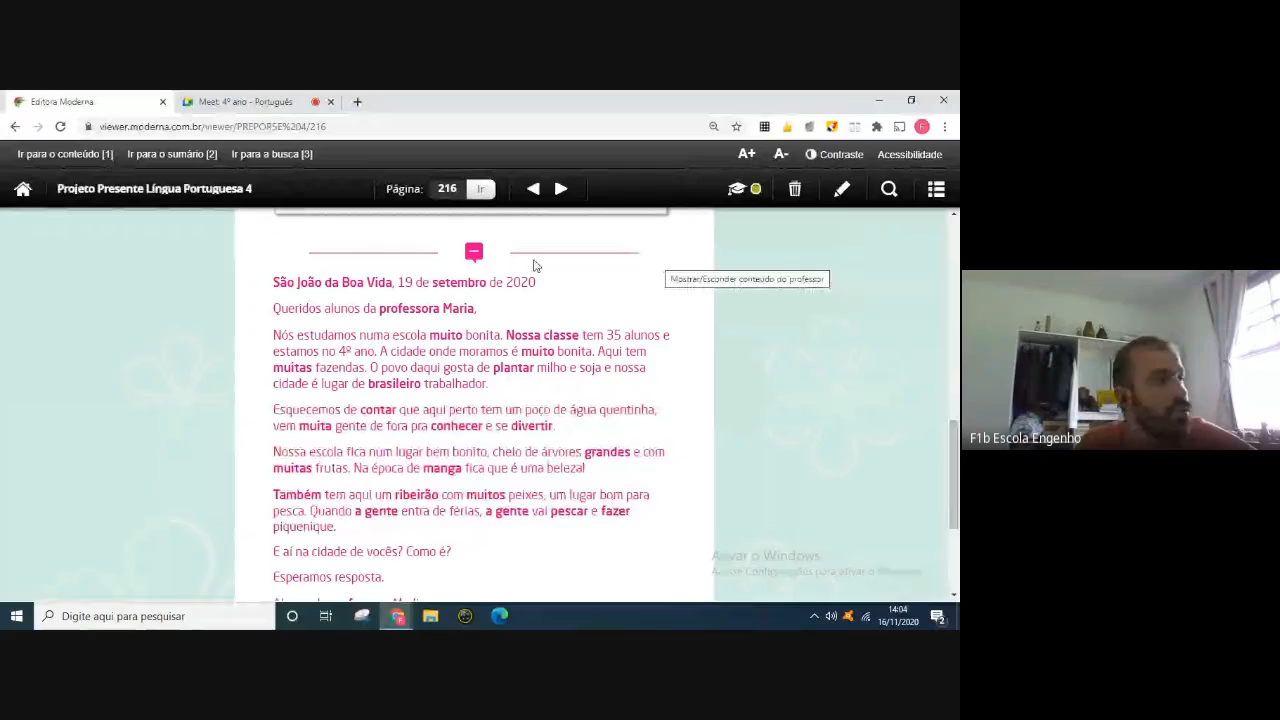 Editora Moderna
Meet: 4º ano - Português
viewer.moderna.com.br/viewer/PREPORSE%204/216
Ir para o conteúdo [1] Ir para o sumário [2] Ir para a busca [3] A+ A- Contraste Acessibilidade
Projeto Presente Língua Portuguesa 4 Página: 216 Ir
Mostrar/Esconder conteúdo do professor
São João da Boa Vida, 19 de setembro de 2020
Queridos alunos da professora Maria,
Nós estudamos numa escola muito bonita. Nossa classe tem 35 alunos e
estamos no 4º ano. A cidade onde moramos é muito bonita. Aqui tem
muitas fazendas. O povo daqui gosta de plantar milho e soja e nossa
cidade é lugar de brasileiro trabalhador.
Esquecemos de contar que aqui perto tem um poço de água quentinha,
vem muita gente de fora pra conhecer e se divertir.
Nossa escola fica num lugar bem bonito, cheio de árvores grandes e com
muitas frutas. Na época de manga fica que é uma beleza!
Também tem aqui um ribeirão com muitos peixes, um lugar bom para
pesca. Quando a gente entra de férias, a gente vai pescar e fazer
piquenique.
E aí na cidade de vocês? Como é?
Esperamos resposta.
Ativar o Windows
F1b Escola Engenho
Digite aqui para pesquisar
14:04
16/11/2020
2